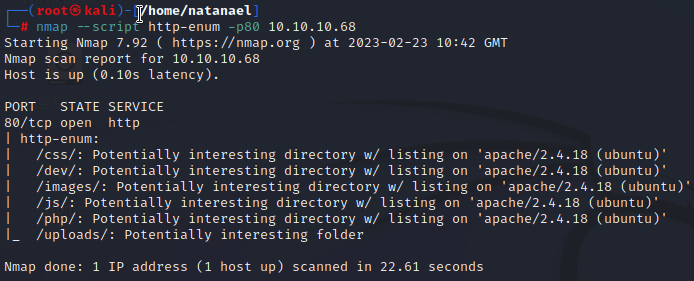 ┌──(root㉿kali)-[/home/natanael]
└─# nmap --script http-enum -p80 10.10.10.68
Starting Nmap 7.92 ( https://nmap.org ) at 2023-02-23 10:42 GMT
Nmap scan report for 10.10.10.68
Host is up (0.10s latency).
PORT   STATE SERVICE
80/tcp open  http
| http-enum:
|   /css/: Potentially interesting directory w/ listing on 'apache/2.4.18 (ubuntu)'
|   /dev/: Potentially interesting directory w/ listing on 'apache/2.4.18 (ubuntu)'
|   /images/: Potentially interesting directory w/ listing on 'apache/2.4.18 (ubuntu)'
|   /js/: Potentially interesting directory w/ listing on 'apache/2.4.18 (ubuntu)'
|   /php/: Potentially interesting directory w/ listing on 'apache/2.4.18 (ubuntu)'
|_  /uploads/: Potentially interesting folder
Nmap done: 1 IP address (1 host up) scanned in 22.61 seconds